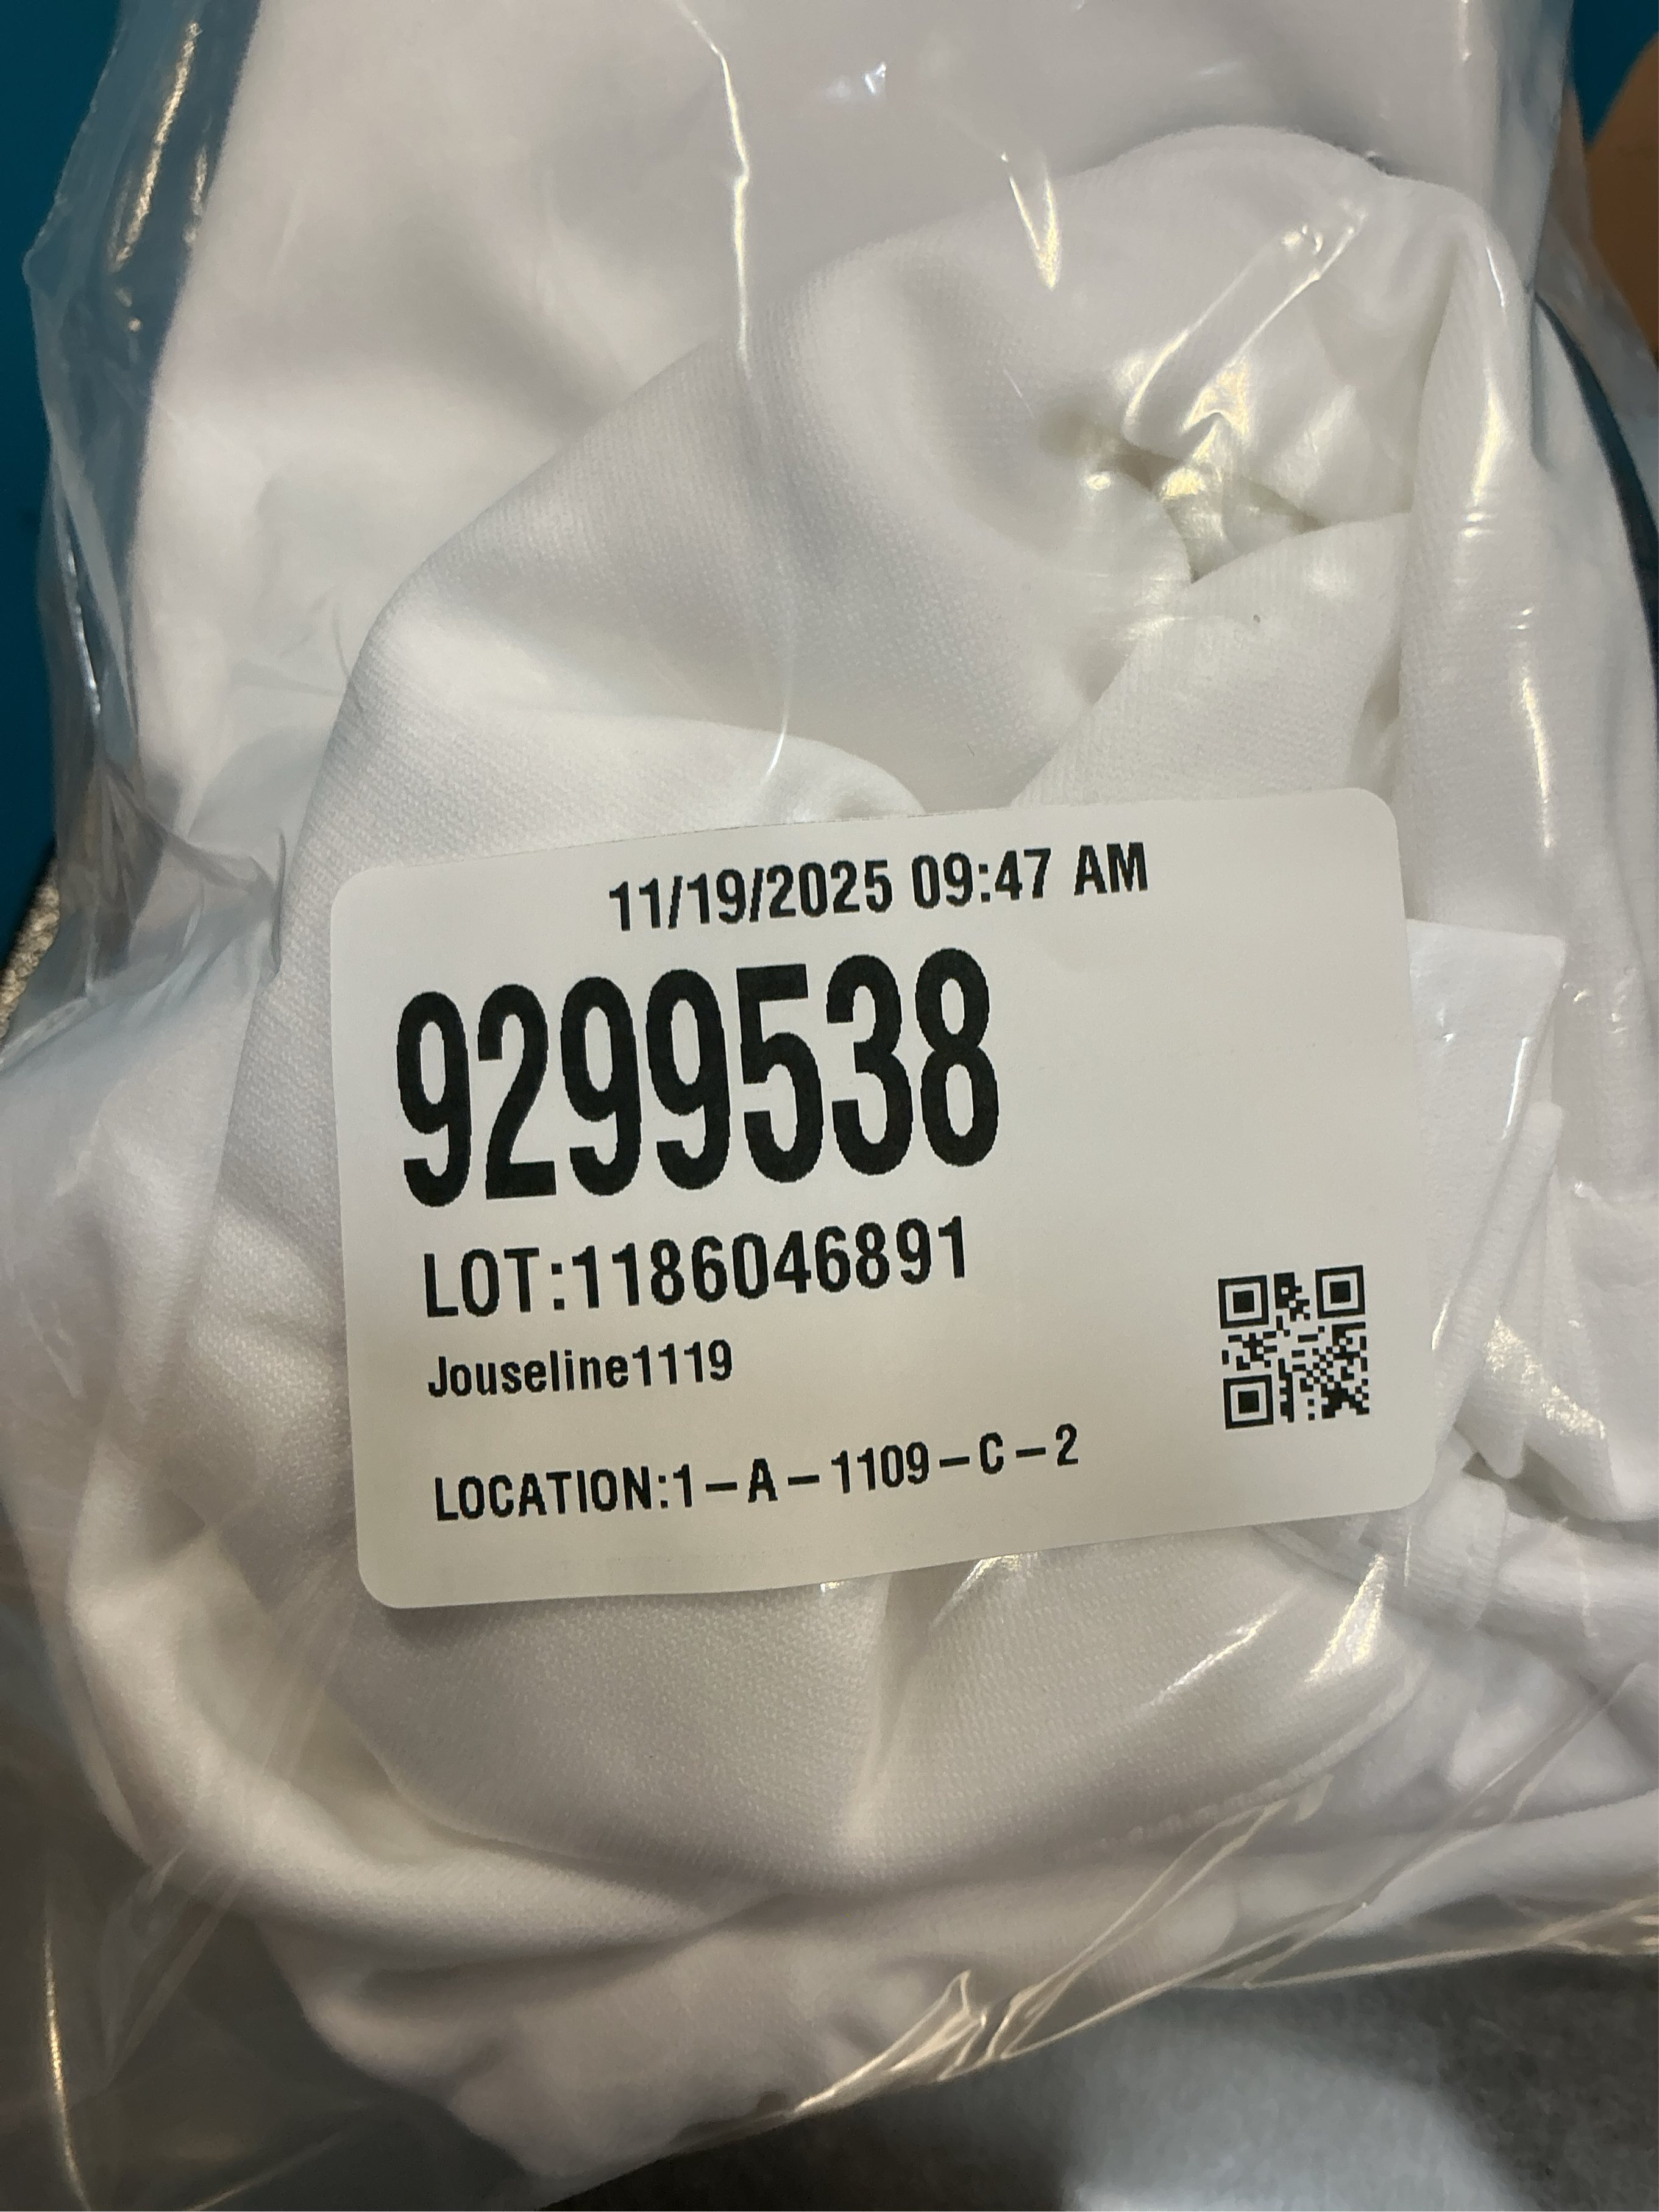 11/19/2025 09:47 AM
9299538
LOT:1186046891
Jouseline1119
LOCATION:1-A-1109-C-2